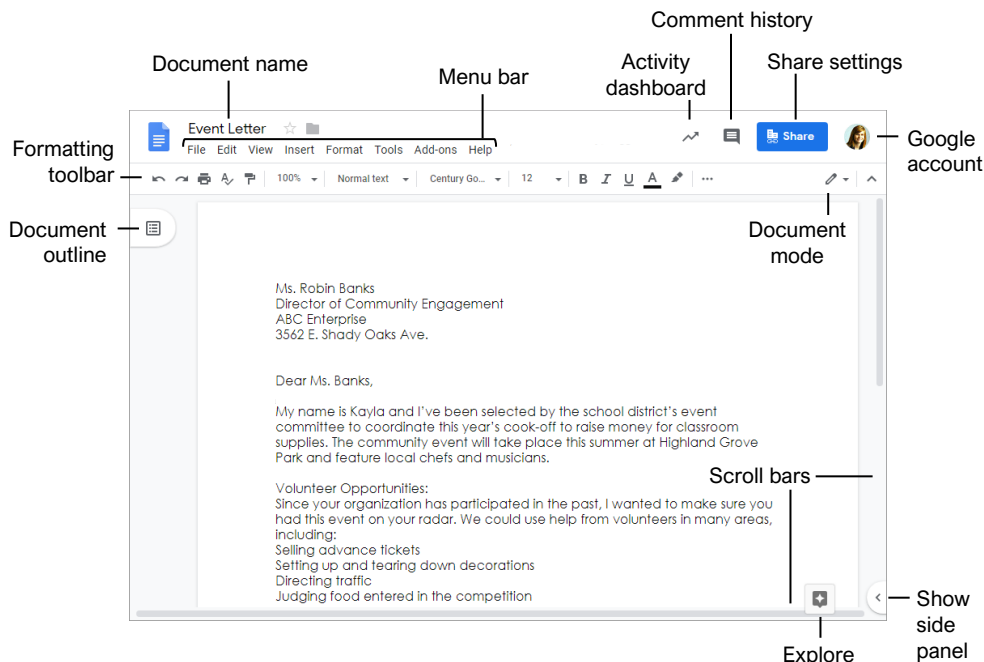 Comment history
Document name
Menu bar
Activity
dashboard
Share settings
Event Letter
File Edit View Insert Format Tools Add-ons Help
Share
Google
account
Formatting
toolbar
100% Normal text Century Go... 12 B I U A ...
Document
outline
Document
mode
Ms. Robin Banks
Director of Community Engagement
ABC Enterprise
3562 E. Shady Oaks Ave.
Dear Ms. Banks,
My name is Kayla and I've been selected by the school district's event
committee to coordinate this year's cook-off to raise money for classroom
supplies. The community event will take place this summer at Highland Grove
Park and feature local chefs and musicians.
Scroll bars
Volunteer Opportunities:
Since your organization has participated in the past, I wanted to make sure you
had this event on your radar. We could use help from volunteers in many areas,
including:
Selling advance tickets
Setting up and tearing down decorations
Directing traffic
Judging food entered in the competition
Show
side
panel
Explore